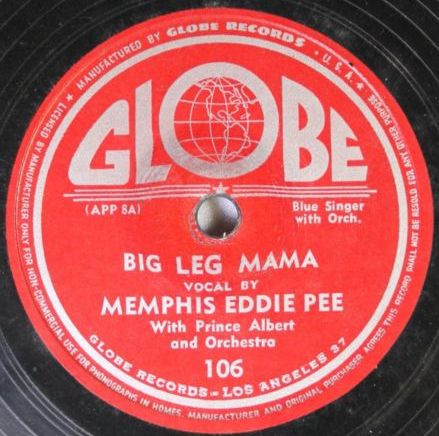 MANUFACTURED BY GLOBE RECORDS • U. S. A.
GLOBE
(APP 8A)
Blue Singer
with Orch.
BIG LEG MAMA
VOCAL BY
MEMPHIS EDDIE PEE
With Prince Albert
and Orchestra
106
GLOBE RECORDS - LOS ANGELES 37
★ LICENSED BY MANUFACTURER ONLY FOR NON-COMMERCIAL USE FOR PHONOGRAPHS IN HOMES. MANUFACTURER AND ORIGINAL PURCHASER AGREES THIS RECORD SHALL NOT BE RESOLD FOR ANY OTHER PURPOSE ★